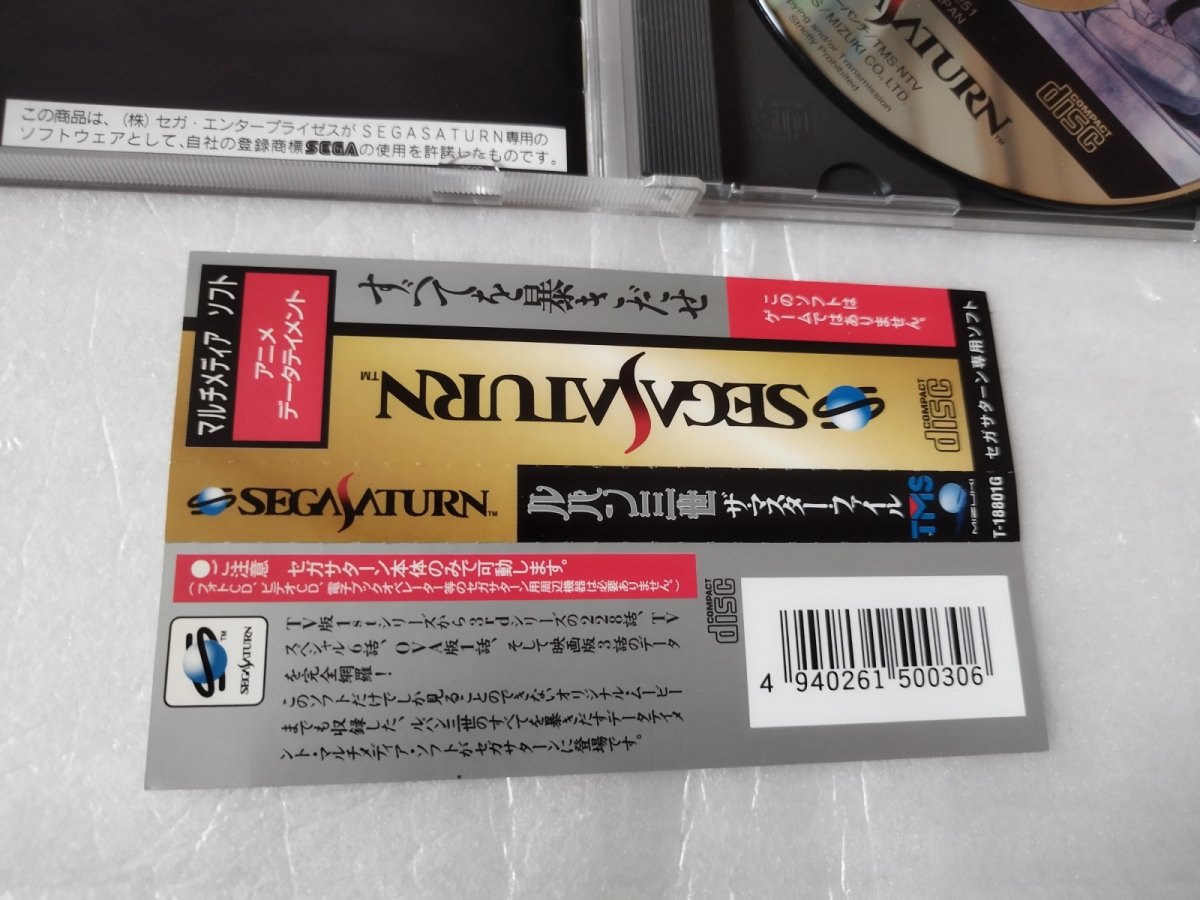 この商品は、(株)セガ・エンタープライゼスがSEGASATURN専用の
ソフトウェアとして、自社の登録商標SEGAの使用を許諾したものです。
TMS NTV
MIZUKI CO., LTD.
Transmission
Strictly Prohibited.
SATURN™
COMPACT
disc
マルチメディア ソフト
アニメ
データテイメント
すべてを暴きだせ
このソフトは
ゲームではありません。
SEGASATURN™
COMPACT
disc
セガサターン専用ソフト
SEGASATURN™
ルパン三世
ザ・マスター・ファイル
TMS
T-18801G
●ご注意 セガサターン本体のみで可動します。
(フォトCD、ビデオCD、電子ブックオペレーター等のセガサターン用周辺機器は必要ありません。)
COMPACT
disc
SEGASATURN
TM
TV版1stシリーズから3rdシリーズの228話、TV
スペシャル6話、OVA版1話、そして映画版3話のデータ
を完全網羅!
このソフトだけでしか見ることのできないオリジナル・ムービー
までも収録した、ルパン三世のすべてを暴きだすデータテイメ
ント・マルチメディア・ソフトがセガサターンに登場です。
4 940261 500306